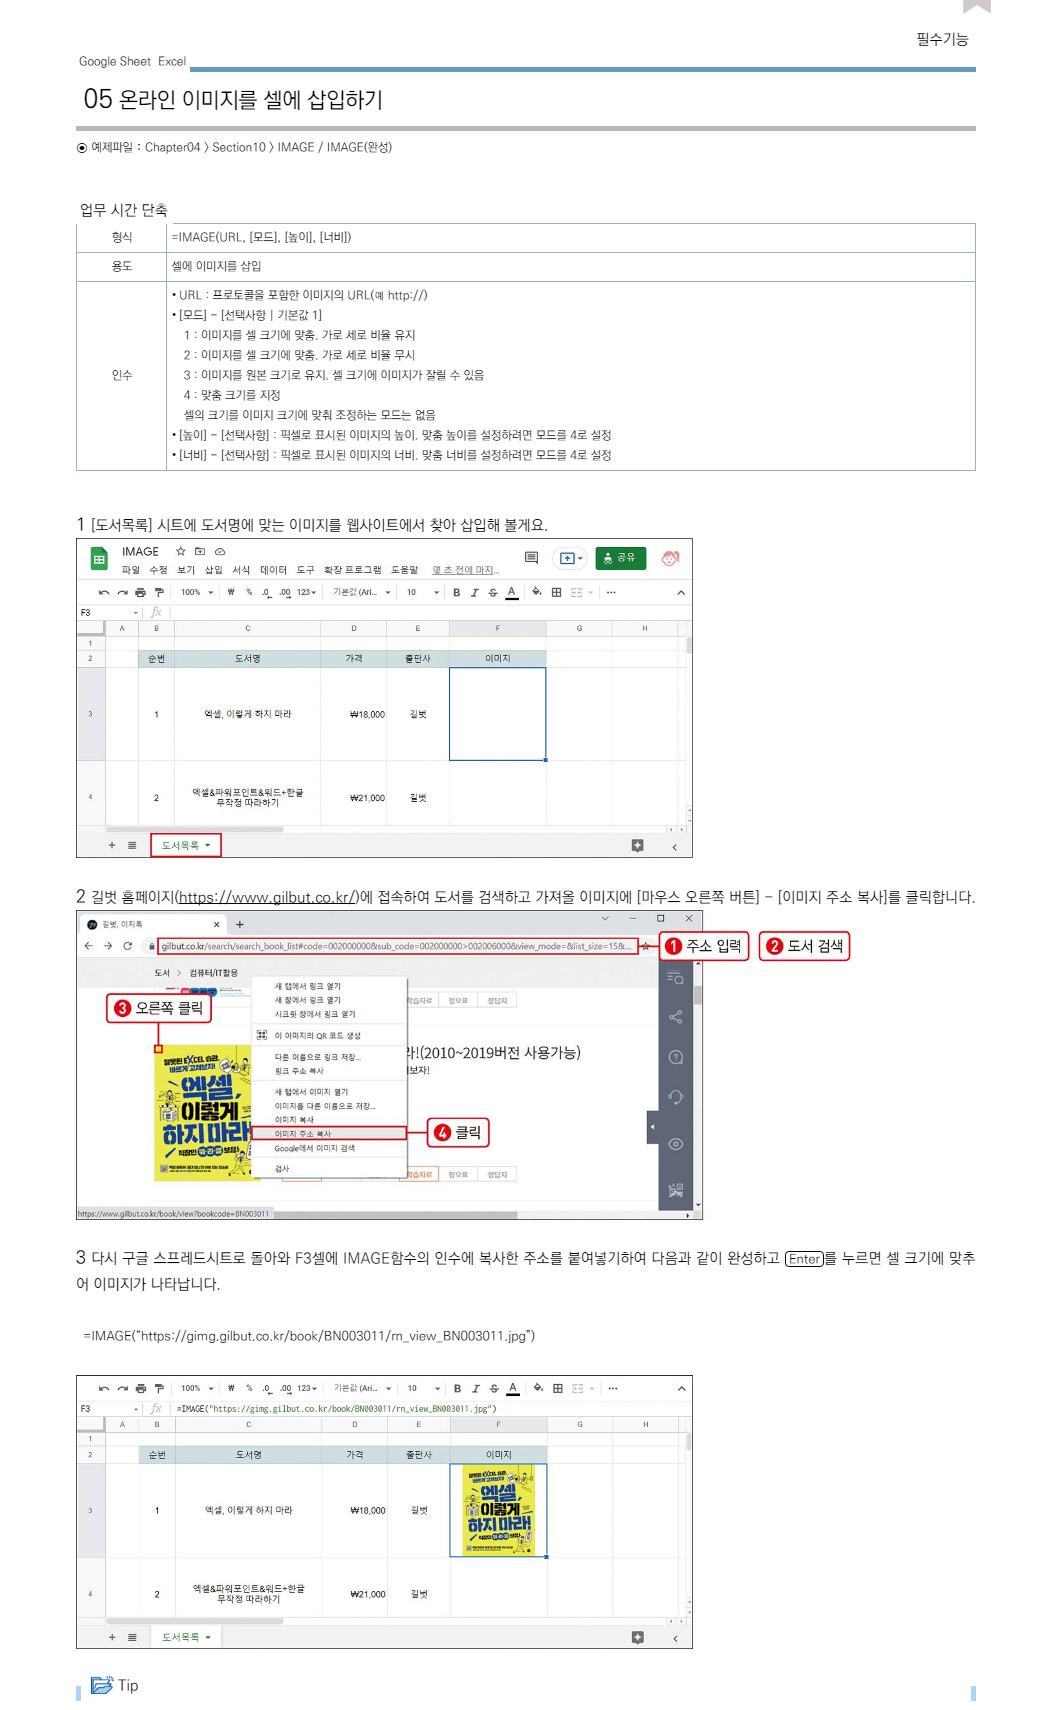 필수기능
Google Sheet Excel
05 온라인 이미지를 셀에 삽입하기
예제파일 : Chapter04 > Section10 > IMAGE / IMAGE(완성)
업무 시간 단축
형식 =IMAGE(URL, [모드], [높이], [너비])
용도 셀에 이미지를 삽입
인수
• URL : 프로토콜을 포함한 이미지의 URL(예 http://)
• [모드] - [선택사항 | 기본값 1]
1 : 이미지를 셀 크기에 맞춤. 가로 세로 비율 유지
2 : 이미지를 셀 크기에 맞춤. 가로 세로 비율 무시
3 : 이미지를 원본 크기로 유지. 셀 크기에 이미지가 잘릴 수 있음
4 : 맞춤 크기를 지정
셀의 크기를 이미지 크기에 맞춰 조정하는 모드는 없음
• [높이] - [선택사항] : 픽셀로 표시된 이미지의 높이. 맞춤 높이를 설정하려면 모드를 4로 설정
• [너비] - [선택사항] : 픽셀로 표시된 이미지의 너비. 맞춤 너비를 설정하려면 모드를 4로 설정
1 [도서목록] 시트에 도서명에 맞는 이미지를 웹사이트에서 찾아 삽입해 볼게요.
IMAGE
파일 수정 보기 삽입 서식 데이터 도구 확장 프로그램 도움말 몇 초 전에 마지... 공유
100% ₩ % .0 .00 123 기본값 (Ari... 10 B I S A
F3 fx
A B C D E F G H
1
2 순번 도서명 가격 출판사 이미지
3 1 엑셀, 이렇게 하지 마라 ₩18,000 길벗
4 2 엑셀&파워포인트&워드+한글 무작정 따라하기 ₩21,000 길벗
도서목록
2 길벗 홈페이지(https://www.gilbut.co.kr/)에 접속하여 도서를 검색하고 가져올 이미지에 [마우스 오른쪽 버튼] - [이미지 주소 복사]를 클릭합니다.
길벗, 이지톡
gilbut.co.kr/search/search_book_list#code=002000000&sub_code=002000000>002006000&view_mode=&list_size=15&...
1 주소 입력 2 도서 검색
도서 > 컴퓨터/IT활용
새 탭에서 링크 열기
새 창에서 링크 열기
시크릿 창에서 링크 열기
학습자료 정오표 정답지
3 오른쪽 클릭
이 이미지의 QR 코드 생성
다른 이름으로 링크 저장...
링크 주소 복사
라!(2010~2019버전 사용가능)
보자!
새 탭에서 이미지 열기
이미지를 다른 이름으로 저장...
이미지 복사
이미지 주소 복사
Google에서 이미지 검색
검사
4 클릭
잘못된 EXCEL 습관, 바르게 고쳐보자!
엑셀, 이렇게 하지 마라!
학습자료 정오표 정답지
https://www.gilbut.co.kr/book/view?bookcode=BN003011
3 다시 구글 스프레드시트로 돌아와 F3셀에 IMAGE함수의 인수에 복사한 주소를 붙여넣기하여 다음과 같이 완성하고 Enter를 누르면 셀 크기에 맞추
어 이미지가 나타납니다.
=IMAGE("https://gimg.gilbut.co.kr/book/BN003011/rn_view_BN003011.jpg")
100% ₩ % .0 .00 123 기본값 (Ari... 10 B I S A
F3 fx =IMAGE("https://gimg.gilbut.co.kr/book/BN003011/rn_view_BN003011.jpg")
A B C D E F G H
1
2 순번 도서명 가격 출판사 이미지
3 1 엑셀, 이렇게 하지 마라 ₩18,000 길벗
엑셀, 이렇게 하지 마라!
4 2 엑셀&파워포인트&워드+한글 무작정 따라하기 ₩21,000 길벗
도서목록
Tip